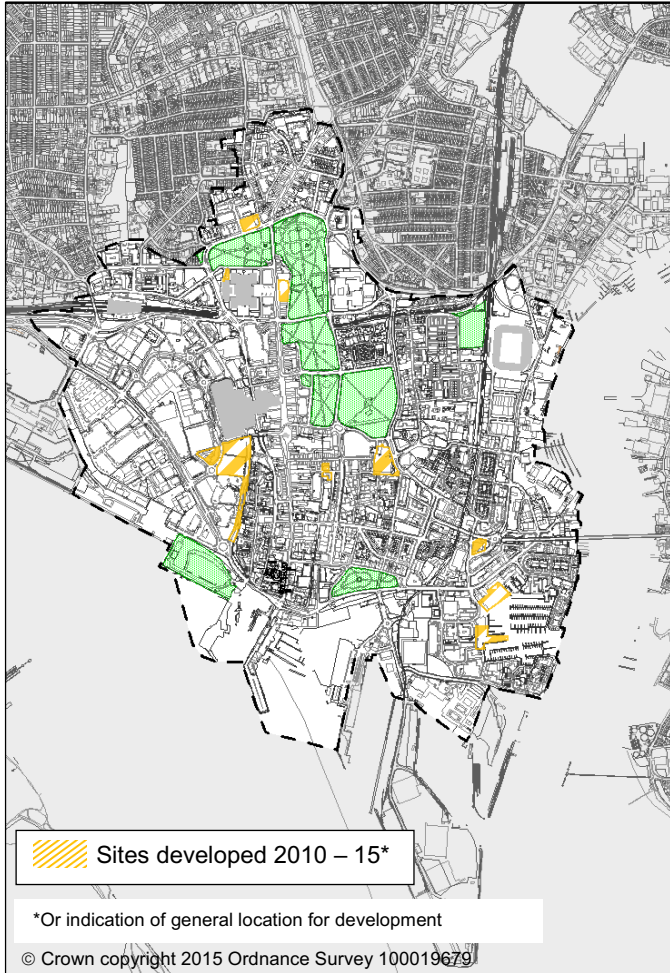 Sites developed 2010 – 15*
*Or indication of general location for development
© Crown copyright 2015 Ordnance Survey 100019679